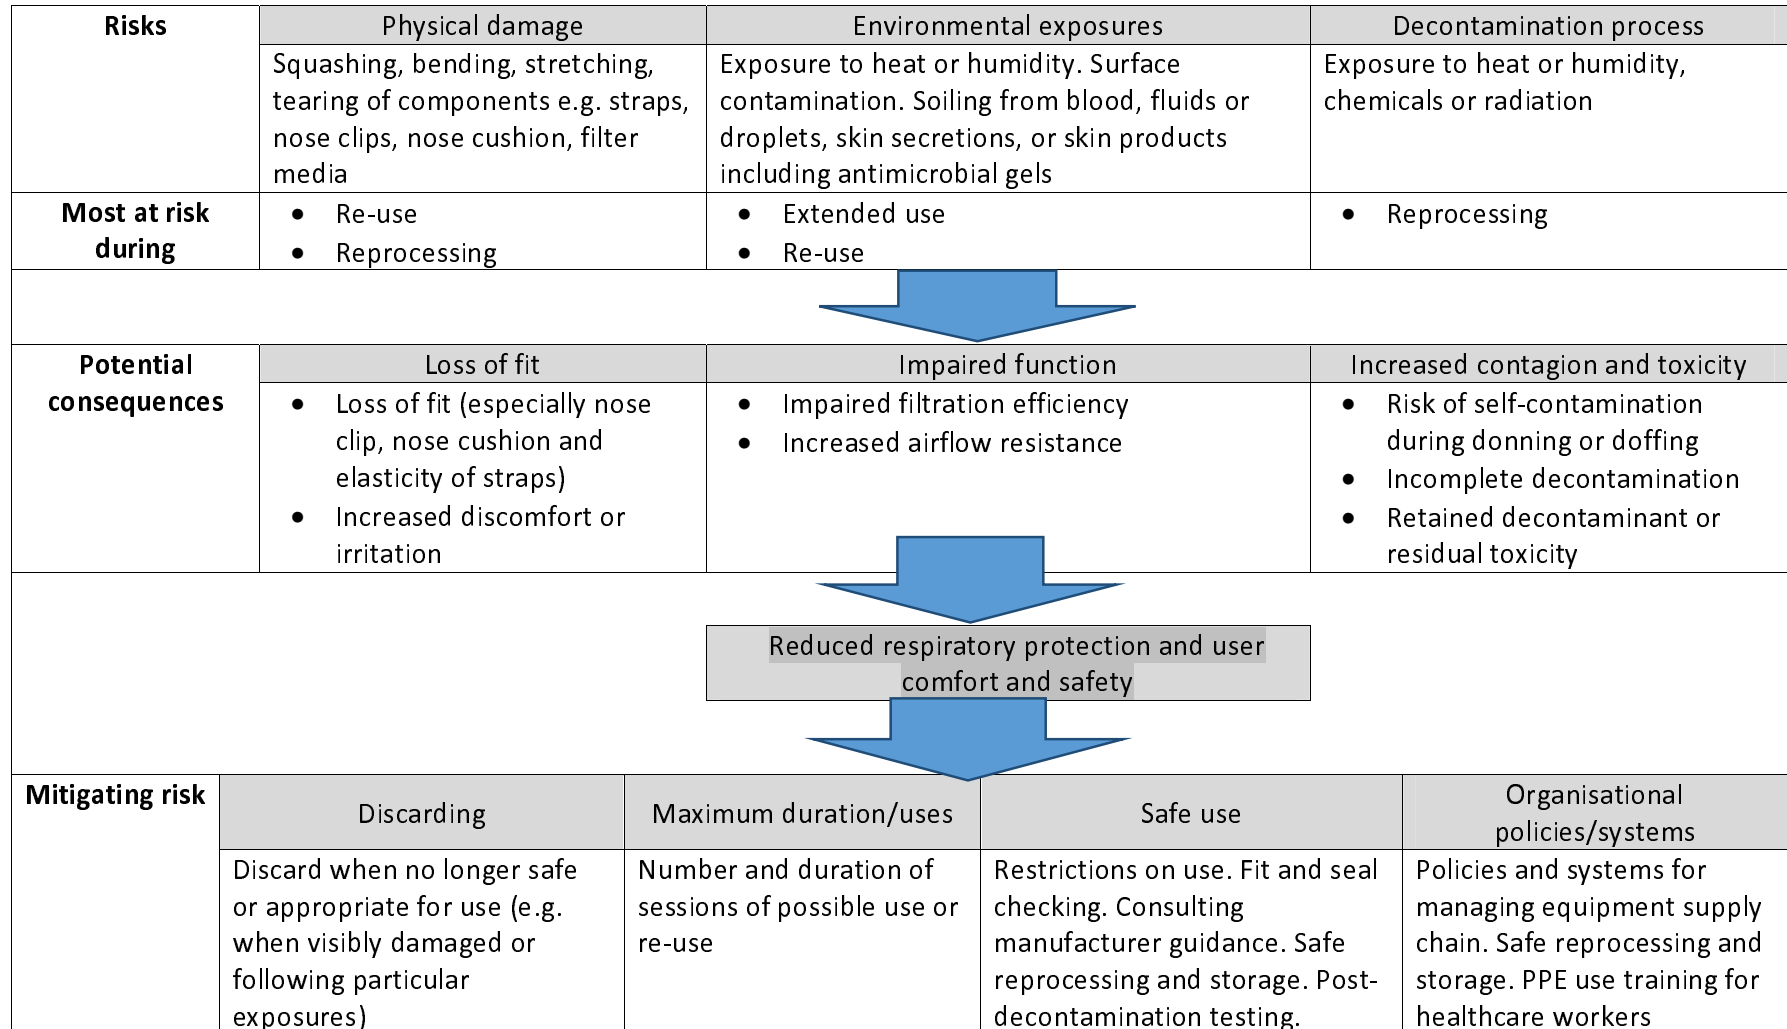 Risks
Physical damage
Environmental exposures
Decontamination process
Squashing, bending, stretching,
tearing of components e.g. straps,
nose clips, nose cushion, filter
media
Exposure to heat or humidity. Surface
contamination. Soiling from blood, fluids or
droplets, skin secretions, or skin products
including antimicrobial gels
Exposure to heat or humidity,
chemicals or radiation
Most at risk
during
• Re-use
• Reprocessing
• Extended use
• Re-use
• Reprocessing
Potential
consequences
Loss of fit
Impaired function
Increased contagion and toxicity
• Loss of fit (especially nose
clip, nose cushion and
elasticity of straps)
• Increased discomfort or
irritation
• Impaired filtration efficiency
• Increased airflow resistance
• Risk of self-contamination
during donning or doffing
• Incomplete decontamination
• Retained decontaminant or
residual toxicity
Reduced respiratory protection and user
comfort and safety
Mitigating risk
Discarding
Maximum duration/uses
Safe use
Organisational
policies/systems
Discard when no longer safe
or appropriate for use (e.g.
when visibly damaged or
following particular
exposures)
Number and duration of
sessions of possible use or
re-use
Restrictions on use. Fit and seal
checking. Consulting
manufacturer guidance. Safe
reprocessing and storage. Post-
decontamination testing.
Policies and systems for
managing equipment supply
chain. Safe reprocessing and
storage. PPE use training for
healthcare workers